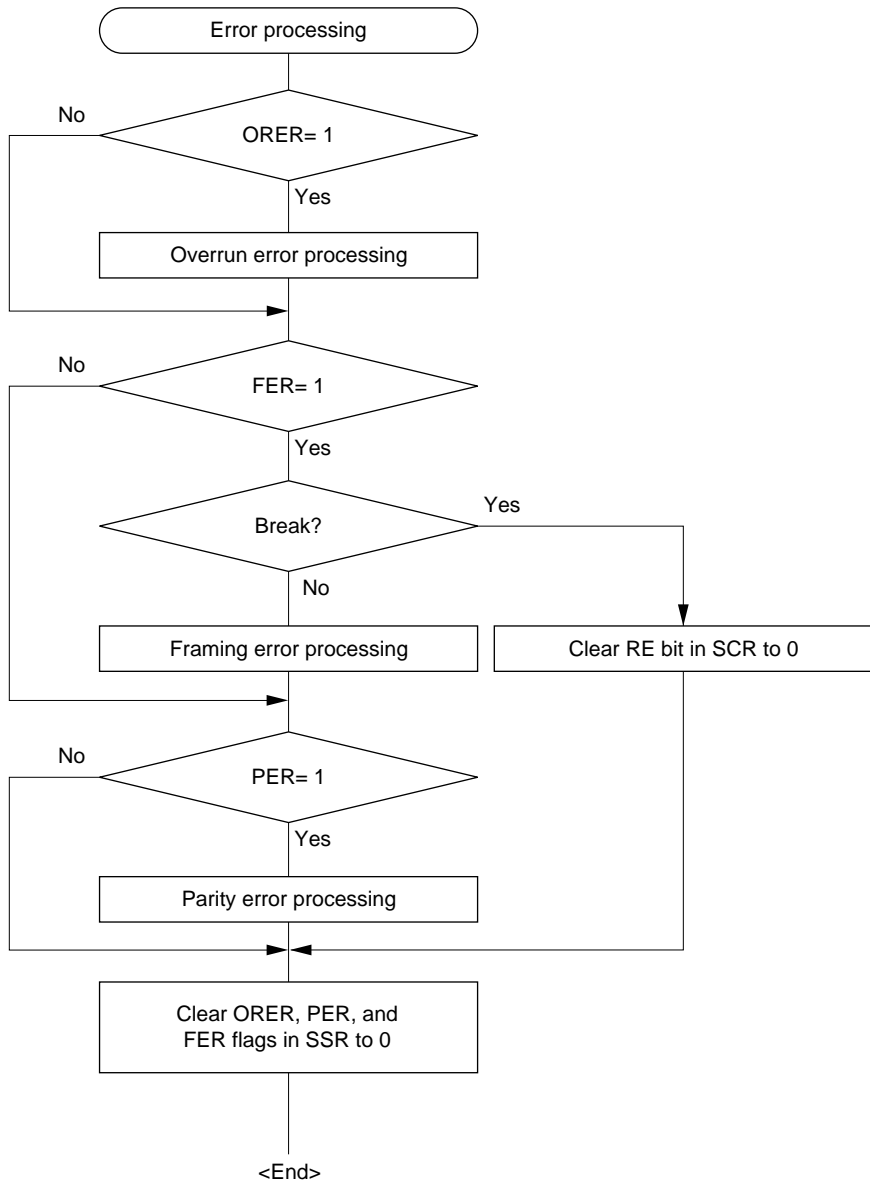 Error processing
No
ORER= 1
Yes
Overrun error processing
No
FER= 1
Yes
Break?
Yes
No
Framing error processing
Clear RE bit in SCR to 0
No
PER= 1
Yes
Parity error processing
Clear ORER, PER, and
FER flags in SSR to 0
<End>